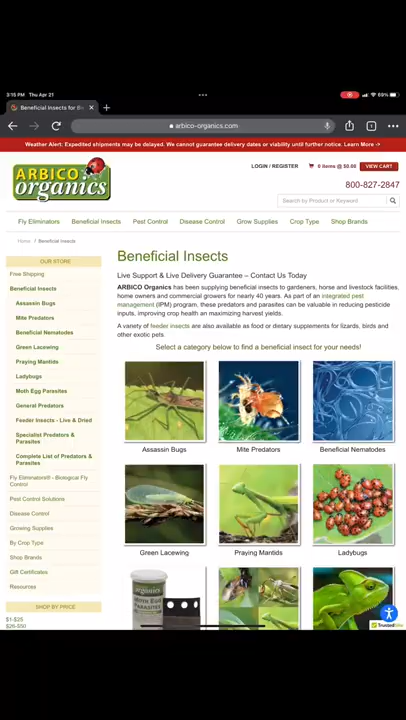 3:15 PM Thu Apr 21
69%
Beneficial Insects for B
arbico-organics.com
1
Weather Alert: Expedited shipments may be delayed. We cannot guarantee delivery dates or viability until further notice. Learn More ->
ARBICO
organics
LOGIN / REGISTER
0 items @ $0.00
VIEW CART
800-827-2847
Search by Product or Keyword
Fly Eliminators
Beneficial Insects
Pest Control
Disease Control
Grow Supplies
Crop Type
Shop Brands
Home / Beneficial Insects
OUR STORE
Free Shipping
Beneficial Insects
Assassin Bugs
Mite Predators
Beneficial Nematodes
Green Lacewing
Praying Mantids
Ladybugs
Moth Egg Parasites
General Predators
Feeder Insects - Live & Dried
Specialist Predators &
Parasites
Complete List of Predators &
Parasites
Fly Eliminators® - Biological Fly
Control
Pest Control Solutions
Disease Control
Growing Supplies
By Crop Type
Shop Brands
Gift Certificates
Resources
SHOP BY PRICE
$1-$25
$26-$50
Beneficial Insects
Live Support & Live Delivery Guarantee – Contact Us Today
ARBICO Organics has been supplying beneficial insects to gardeners, horse and livestock facilities,
home owners and commercial growers for nearly 40 years. As part of an integrated pest
management (IPM) program, these predators and parasites can be valuable in reducing pesticide
inputs, improving crop health an maximizing harvest yields.
A variety of feeder insects are also available as food or dietary supplements for lizards, birds and
other exotic pets.
Select a category below to find a beneficial insect for your needs!
Assassin Bugs
Mite Predators
Beneficial Nematodes
Green Lacewing
Praying Mantids
Ladybugs
organics
MOTH EGG
PARASITES
TrustedSite